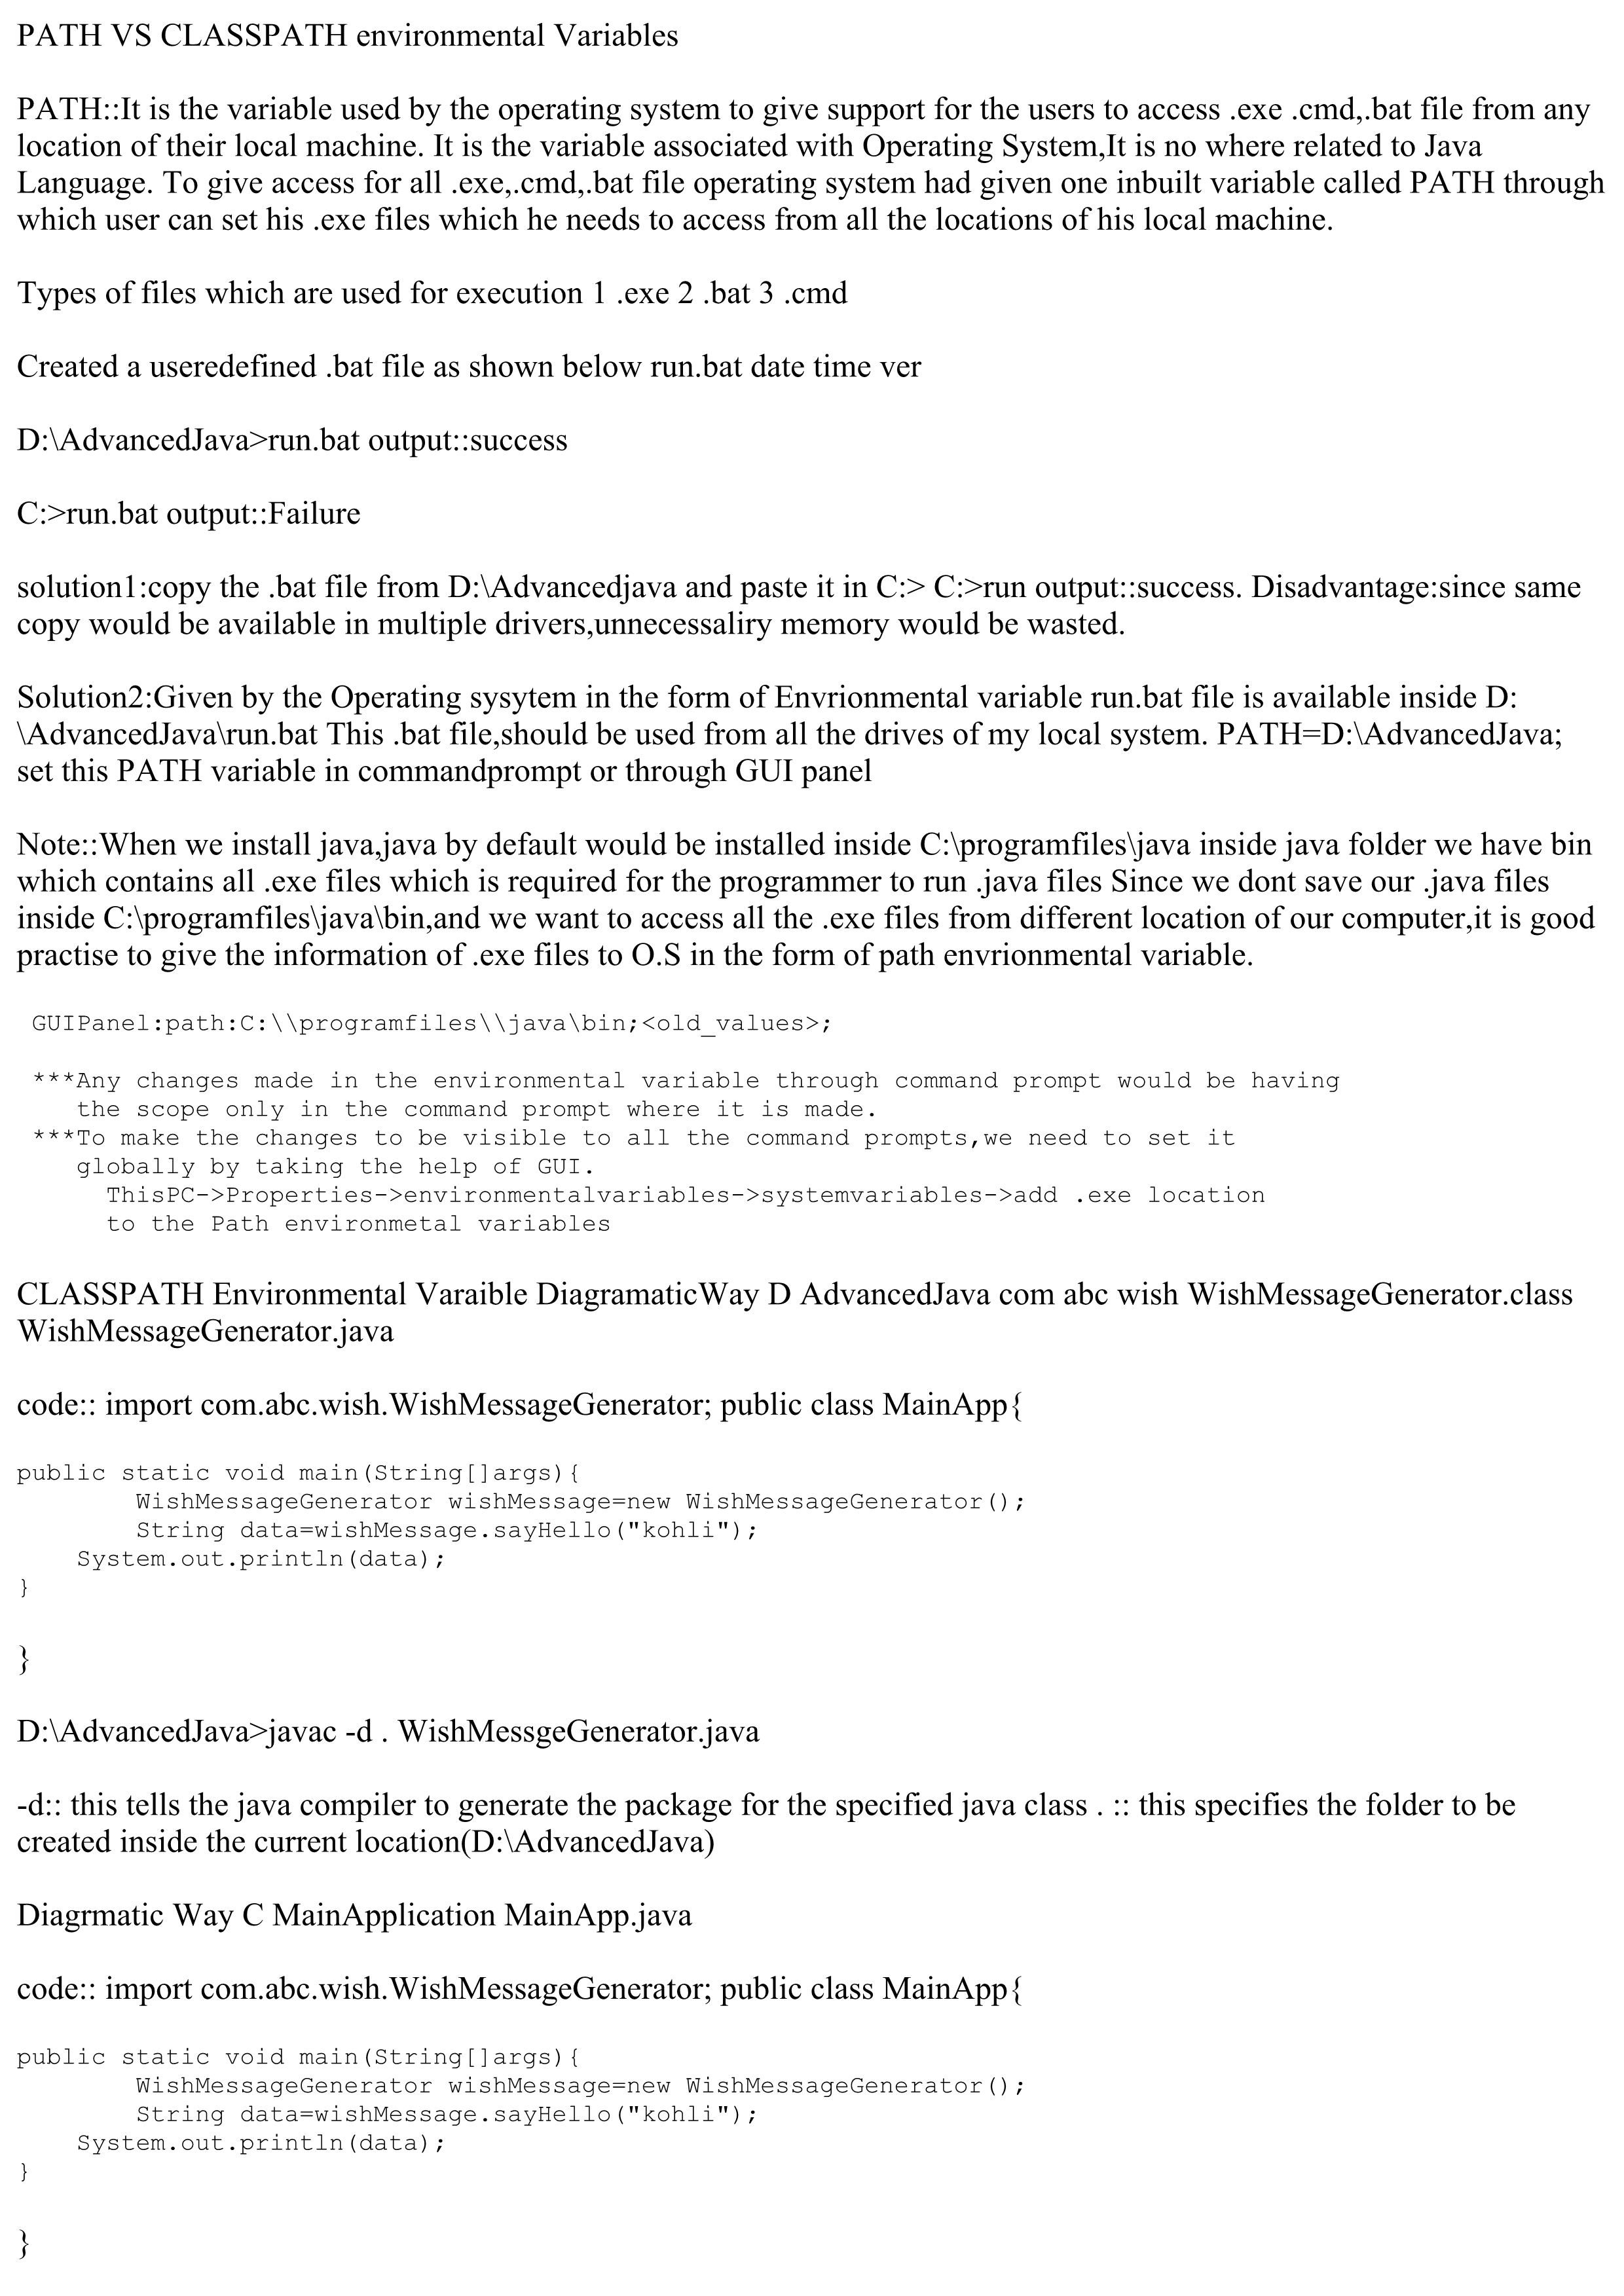 PATH VS CLASSPATH environmental Variables
PATH::It is the variable used by the operating system to give support for the users to access .exe .cmd,.bat file from any
location of their local machine. It is the variable associated with Operating System,It is no where related to Java
Language. To give access for all .exe,.cmd,.bat file operating system had given one inbuilt variable called PATH through
which user can set his .exe files which he needs to access from all the locations of his local machine.
Types of files which are used for execution 1 .exe 2 .bat 3 .cmd
Created a useredefined .bat file as shown below run.bat date time ver
D:\AdvancedJava>run.bat output::success
C:>run.bat output::Failure
solution1:copy the .bat file from D:\Advancedjava and paste it in C:> C:>run output::success. Disadvantage:since same
copy would be available in multiple drivers,unnecessaliry memory would be wasted.
Solution2:Given by the Operating sysytem in the form of Envrionmental variable run.bat file is available inside D:
\AdvancedJava\run.bat This .bat file,should be used from all the drives of my local system. PATH=D:\AdvancedJava;
set this PATH variable in commandprompt or through GUI panel
Note::When we install java,java by default would be installed inside C:\programfiles\java inside java folder we have bin
which contains all .exe files which is required for the programmer to run .java files Since we dont save our .java files
inside C:\programfiles\java\bin,and we want to access all the .exe files from different location of our computer,it is good
practise to give the information of .exe files to O.S in the form of path envrionmental variable.
GUIPanel:path:C:\\programfiles\\java\bin;<old_values>;
***Any changes made in the environmental variable through command prompt would be having
the scope only in the command prompt where it is made.
***To make the changes to be visible to all the command prompts,we need to set it
globally by taking the help of GUI.
ThisPC->Properties->environmentalvariables->systemvariables->add .exe location
to the Path environmetal variables
CLASSPATH Environmental Varaible DiagramaticWay D AdvancedJava com abc wish WishMessageGenerator.class
WishMessageGenerator.java
code:: import com.abc.wish.WishMessageGenerator; public class MainApp{
public static void main(String[]args){
WishMessageGenerator wishMessage=new WishMessageGenerator();
String data=wishMessage.sayHello("kohli");
System.out.println(data);
}
}
D:\AdvancedJava>javac -d . WishMessgeGenerator.java
-d:: this tells the java compiler to generate the package for the specified java class . :: this specifies the folder to be
created inside the current location(D:\AdvancedJava)
Diagrmatic Way C MainApplication MainApp.java
code:: import com.abc.wish.WishMessageGenerator; public class MainApp{
public static void main(String[]args){
WishMessageGenerator wishMessage=new WishMessageGenerator();
String data=wishMessage.sayHello("kohli");
System.out.println(data);
}
}